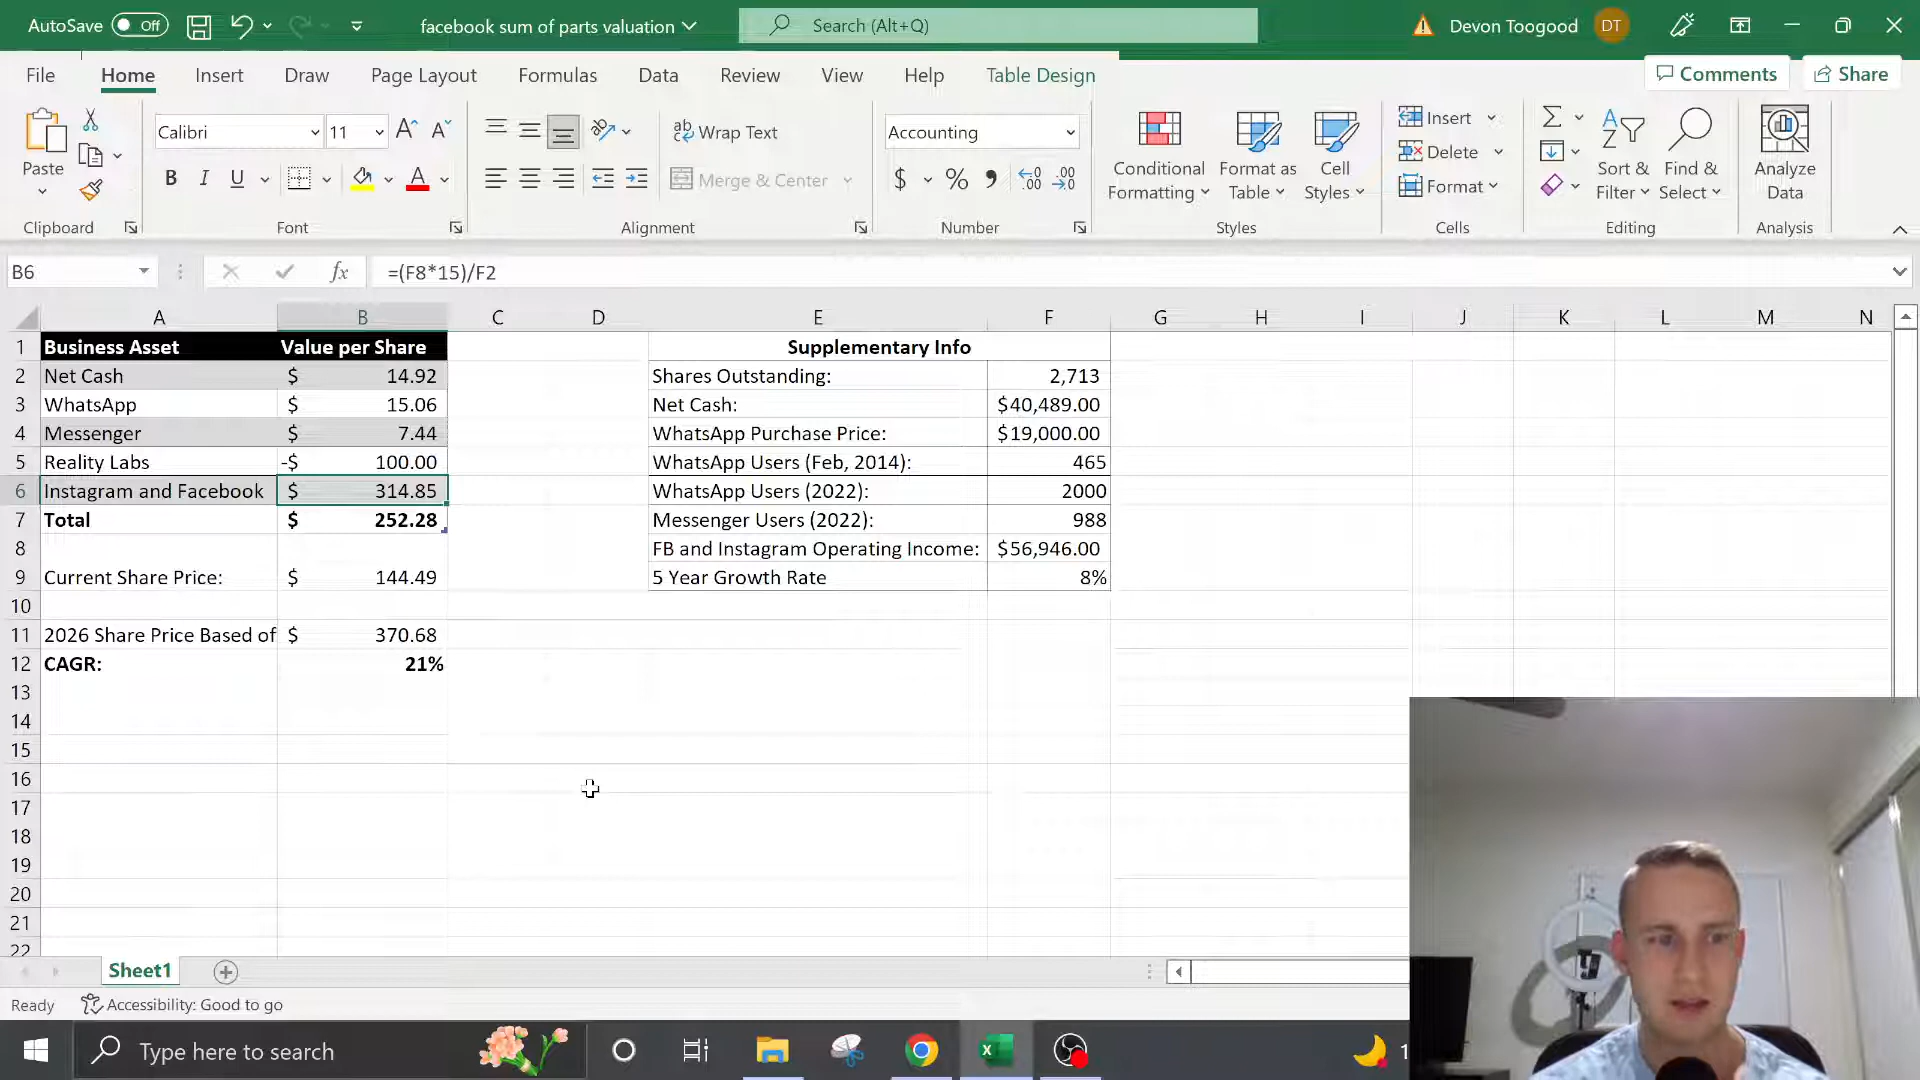 AutoSave Off facebook sum of parts valuation Search (Alt+Q) Devon Toogood DT
File Home Insert Draw Page Layout Formulas Data Review View Help Table Design Comments Share
Calibri 11 Wrap Text Accounting Insert
Paste Conditional Formatting Format as Table Cell Styles Delete Sort & Filter Find & Select Analyze Data
B I U A Merge & Center $ % Format
Clipboard Font Alignment Number Styles Cells Editing Analysis
B6 fx =(F8*15)/F2
A B C D E F G H I J K L M N
1 Business Asset Value per Share Supplementary Info
2 Net Cash $ 14.92 Shares Outstanding: 2,713
3 WhatsApp $ 15.06 Net Cash: $40,489.00
4 Messenger $ 7.44 WhatsApp Purchase Price: $19,000.00
5 Reality Labs -$ 100.00 WhatsApp Users (Feb, 2014): 465
6 Instagram and Facebook $ 314.85 WhatsApp Users (2022): 2000
7 Total $ 252.28 Messenger Users (2022): 988
8 FB and Instagram Operating Income: $56,946.00
9 Current Share Price: $ 144.49 5 Year Growth Rate 8%
10
11 2026 Share Price Based of $ 370.68
12 CAGR: 21%
13
14
15
16
17
18
19
20
21
22
Sheet1
Ready Accessibility: Good to go
Type here to search